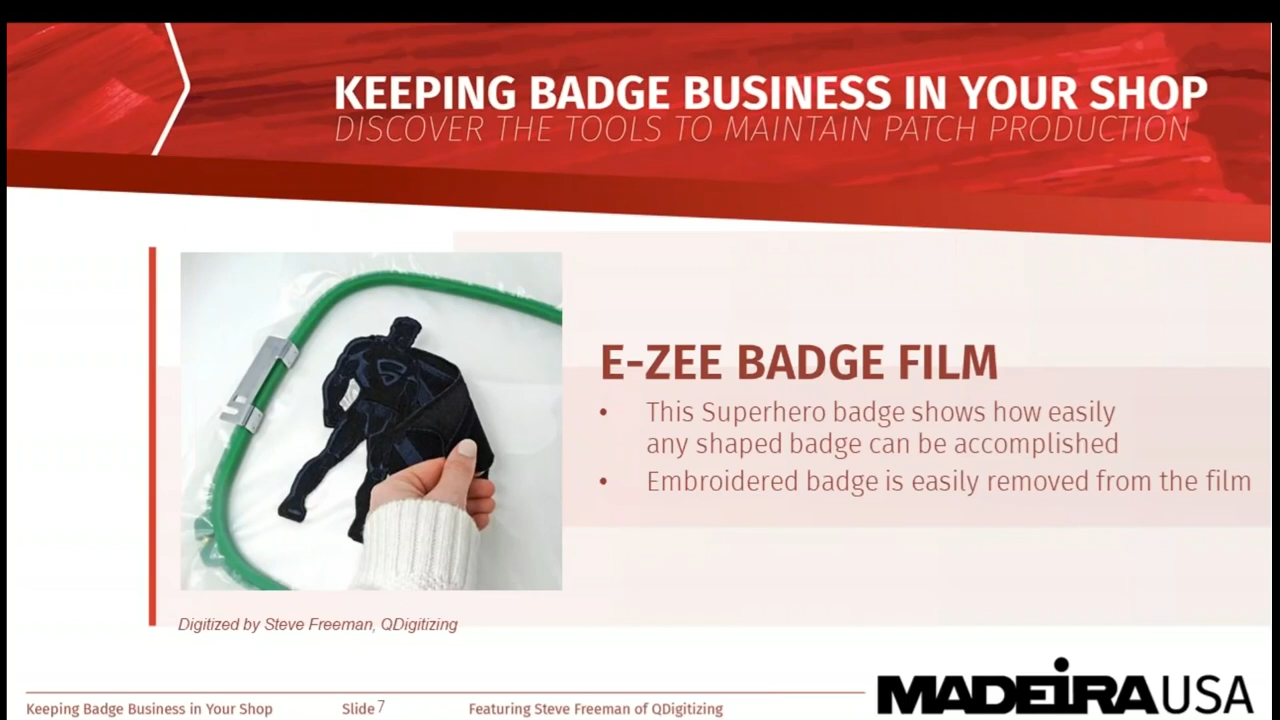 KEEPING BADGE BUSINESS IN YOUR SHOP
DISCOVER THE TOOLS TO MAINTAIN PATCH PRODUCTION
E-ZEE BADGE FILM
• This Superhero badge shows how easily
any shaped badge can be accomplished
• Embroidered badge is easily removed from the film
Digitized by Steve Freeman, QDigitizing
Keeping Badge Business in Your Shop
Slide 7
Featuring Steve Freeman of QDigitizing
MADEIRA USA